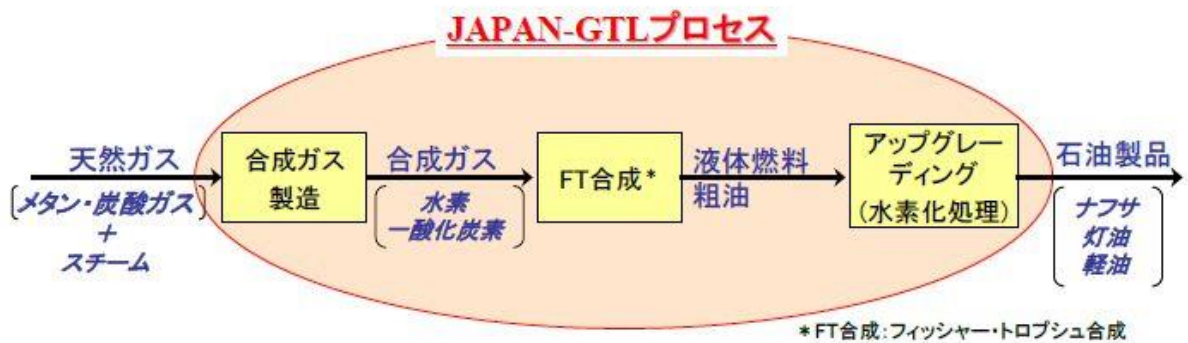 JAPAN-GTLプロセス
天然ガス
[メタン・炭酸ガス]
+
スチーム
合成ガス
製造
合成ガス
水素
一酸化炭素
FT合成*
液体燃料
粗油
アップグレー
ディング
(水素化処理)
石油製品
ナフサ
灯油
軽油
*FT合成:フィッシャー・トロプシュ合成